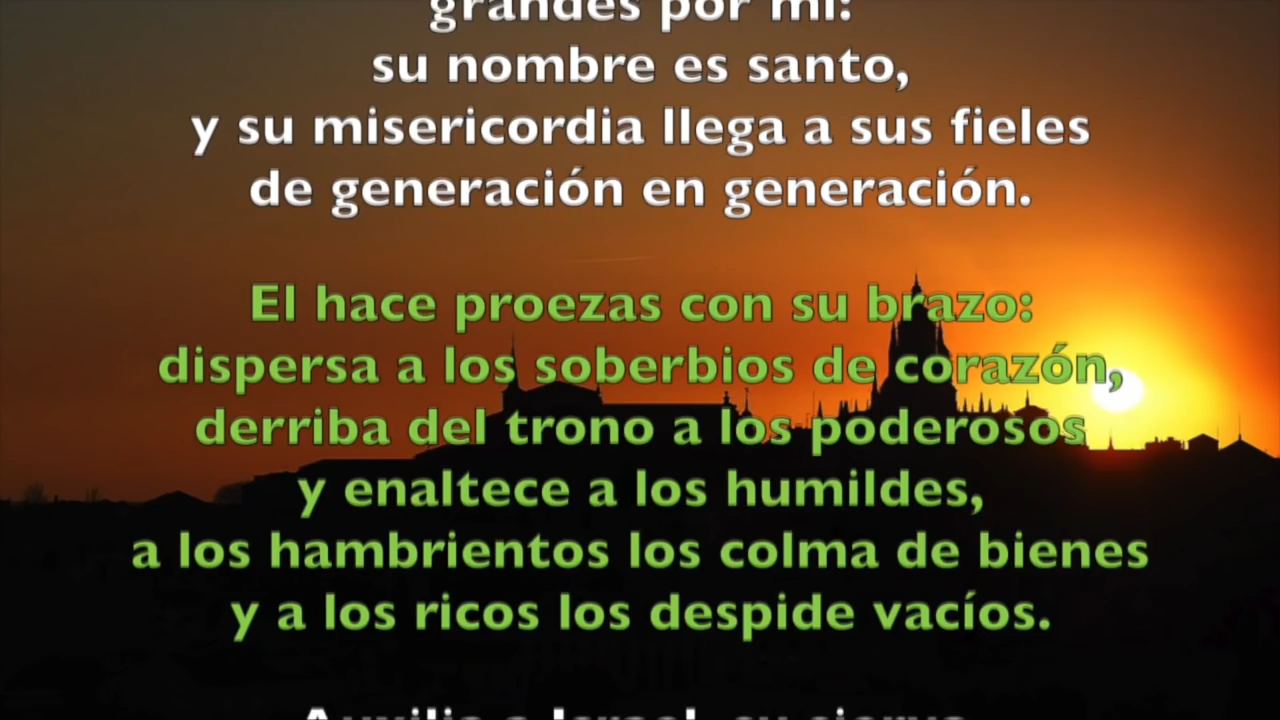 grandes por mí:
su nombre es santo,
y su misericordia llega a sus fieles
de generación en generación.
El hace proezas con su brazo:
dispersa a los soberbios de corazón,
derriba del trono a los poderosos
y enaltece a los humildes,
a los hambrientos los colma de bienes
y a los ricos los despide vacíos.
Auxilia a Israel, su siervo,